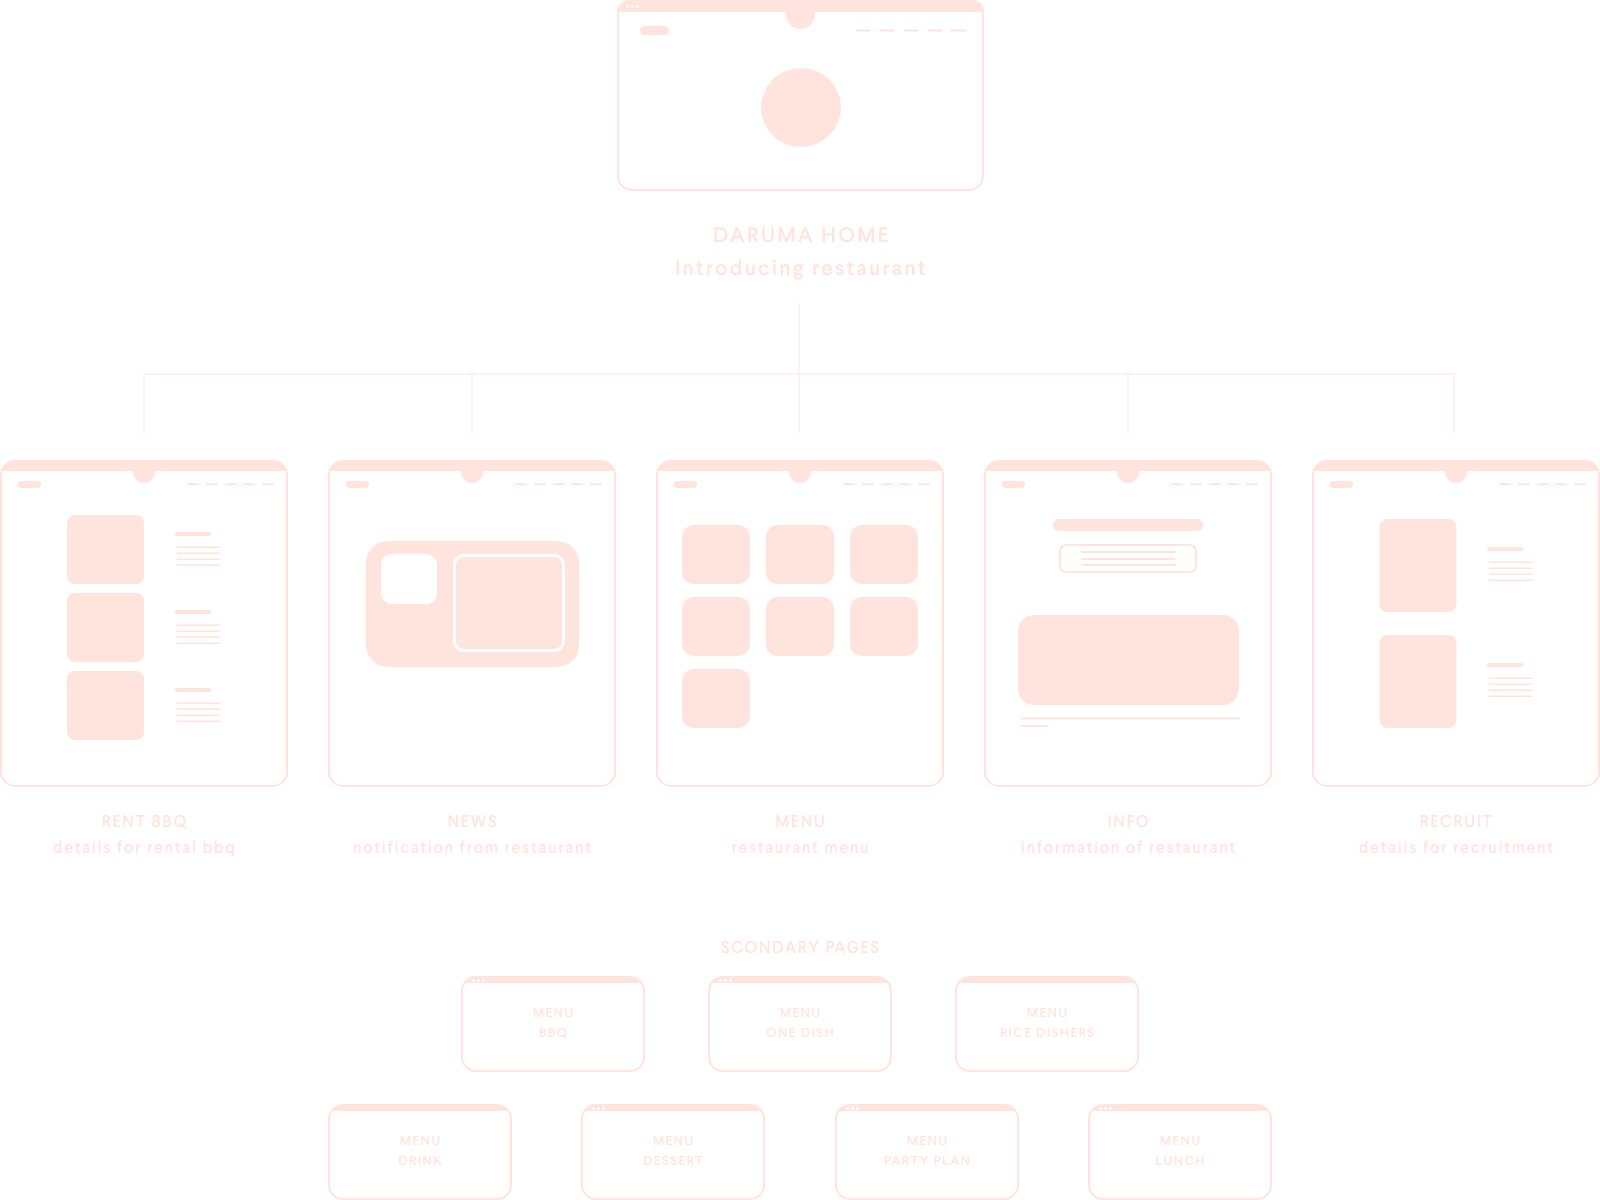 DARUMA HOME
Introducing restaurant
RENT BBQ
details for rental bbq
NEWS
notification from restaurant
MENU
restaurant menu
INFO
information of restaurant
RECRUIT
details for recruitment
SCONDARY PAGES
MENU
BBQ
MENU
ONE DISH
MENU
RICE DISHERS
MENU
DRINK
MENU
DESSERT
MENU
PARTY PLAN
MENU
LUNCH